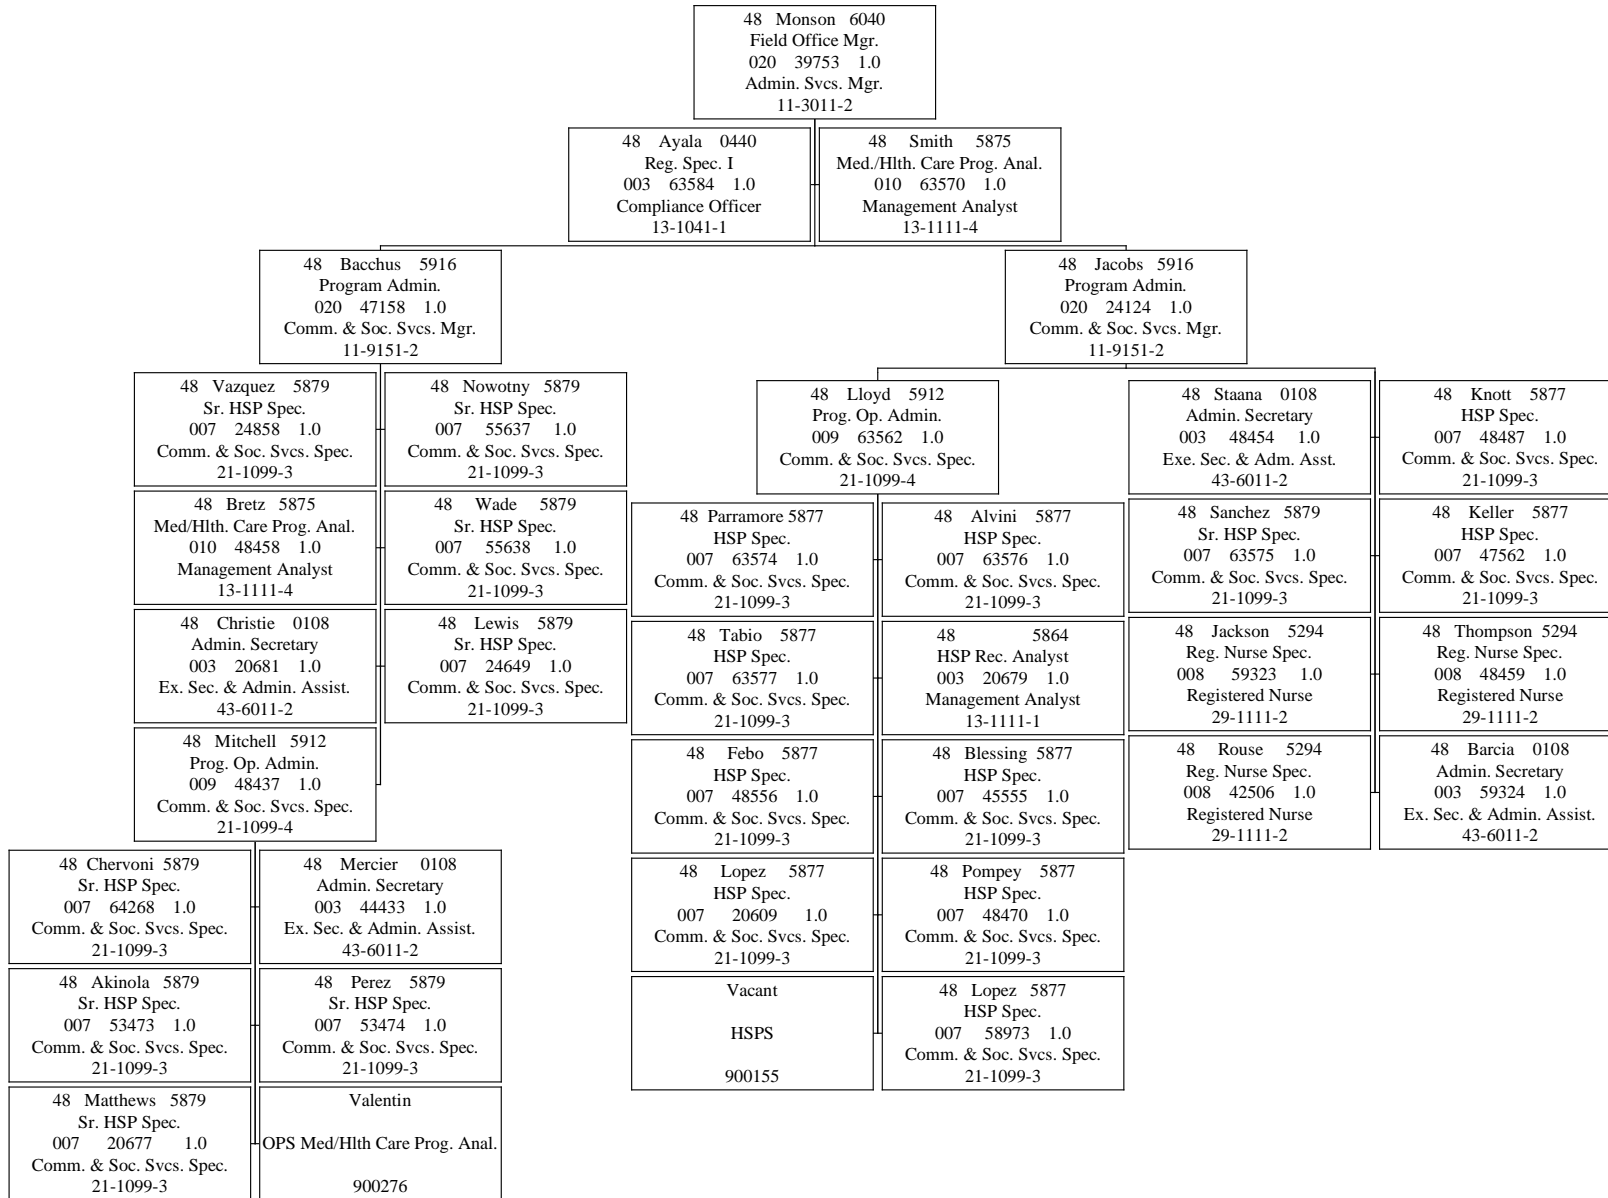 48 Monson 6040
Field Office Mgr.
020 39753 1.0
Admin. Svcs. Mgr.
11-3011-2
48 Ayala 0440
Reg. Spec. I
003 63584 1.0
Compliance Officer
13-1041-1
48 Smith 5875
Med./Hlth. Care Prog. Anal.
010 63570 1.0
Management Analyst
13-1111-4
48 Bacchus 5916
Program Admin.
020 47158 1.0
Comm. & Soc. Svcs. Mgr.
11-9151-2
48 Jacobs 5916
Program Admin.
020 24124 1.0
Comm. & Soc. Svcs. Mgr.
11-9151-2
48 Vazquez 5879
Sr. HSP Spec.
007 24858 1.0
Comm. & Soc. Svcs. Spec.
21-1099-3
48 Nowotny 5879
Sr. HSP Spec.
007 55637 1.0
Comm. & Soc. Svcs. Spec.
21-1099-3
48 Bretz 5875
Med/Hlth. Care Prog. Anal.
010 48458 1.0
Management Analyst
13-1111-4
48 Wade 5879
Sr. HSP Spec.
007 55638 1.0
Comm. & Soc. Svcs. Spec.
21-1099-3
48 Christie 0108
Admin. Secretary
003 20681 1.0
Ex. Sec. & Admin. Assist.
43-6011-2
48 Lewis 5879
Sr. HSP Spec.
007 24649 1.0
Comm. & Soc. Svcs. Spec.
21-1099-3
48 Mitchell 5912
Prog. Op. Admin.
009 48437 1.0
Comm. & Soc. Svcs. Spec.
21-1099-4
48 Chervoni 5879
Sr. HSP Spec.
007 64268 1.0
Comm. & Soc. Svcs. Spec.
21-1099-3
48 Mercier 0108
Admin. Secretary
003 44433 1.0
Ex. Sec. & Admin. Assist.
43-6011-2
48 Akinola 5879
Sr. HSP Spec.
007 53473 1.0
Comm. & Soc. Svcs. Spec.
21-1099-3
48 Perez 5879
Sr. HSP Spec.
007 53474 1.0
Comm. & Soc. Svcs. Spec.
21-1099-3
48 Matthews 5879
Sr. HSP Spec.
007 20677 1.0
Comm. & Soc. Svcs. Spec.
21-1099-3
Valentin
OPS Med/Hlth Care Prog. Anal.
900276
48 Lloyd 5912
Prog. Op. Admin.
009 63562 1.0
Comm. & Soc. Svcs. Spec.
21-1099-4
48 Parramore 5877
HSP Spec.
007 63574 1.0
Comm. & Soc. Svcs. Spec.
21-1099-3
48 Alvini 5877
HSP Spec.
007 63576 1.0
Comm. & Soc. Svcs. Spec.
21-1099-3
48 Tabio 5877
HSP Spec.
007 63577 1.0
Comm. & Soc. Svcs. Spec.
21-1099-3
48 5864
HSP Rec. Analyst
003 20679 1.0
Management Analyst
13-1111-1
48 Febo 5877
HSP Spec.
007 48556 1.0
Comm. & Soc. Svcs. Spec.
21-1099-3
48 Blessing 5877
HSP Spec.
007 45555 1.0
Comm. & Soc. Svcs. Spec.
21-1099-3
48 Lopez 5877
HSP Spec.
007 20609 1.0
Comm. & Soc. Svcs. Spec.
21-1099-3
48 Pompey 5877
HSP Spec.
007 48470 1.0
Comm. & Soc. Svcs. Spec.
21-1099-3
Vacant
HSPS
900155
48 Lopez 5877
HSP Spec.
007 58973 1.0
Comm. & Soc. Svcs. Spec.
21-1099-3
48 Staana 0108
Admin. Secretary
003 48454 1.0
Exe. Sec. & Adm. Asst.
43-6011-2
48 Knott 5877
HSP Spec.
007 48487 1.0
Comm. & Soc. Svcs. Spec.
21-1099-3
48 Sanchez 5879
Sr. HSP Spec.
007 63575 1.0
Comm. & Soc. Svcs. Spec.
21-1099-3
48 Keller 5877
HSP Spec.
007 47562 1.0
Comm. & Soc. Svcs. Spec.
21-1099-3
48 Jackson 5294
Reg. Nurse Spec.
008 59323 1.0
Registered Nurse
29-1111-2
48 Thompson 5294
Reg. Nurse Spec.
008 48459 1.0
Registered Nurse
29-1111-2
48 Rouse 5294
Reg. Nurse Spec.
008 42506 1.0
Registered Nurse
29-1111-2
48 Barcia 0108
Admin. Secretary
003 59324 1.0
Ex. Sec. & Admin. Assist.
43-6011-2